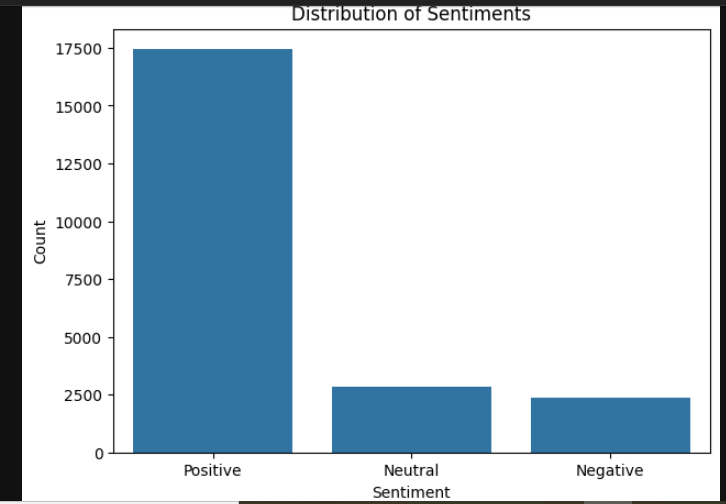 Distribution of Sentiments
17500
15000
12500
10000
7500
5000
2500
0
Count
Positive Neutral Negative
Sentiment